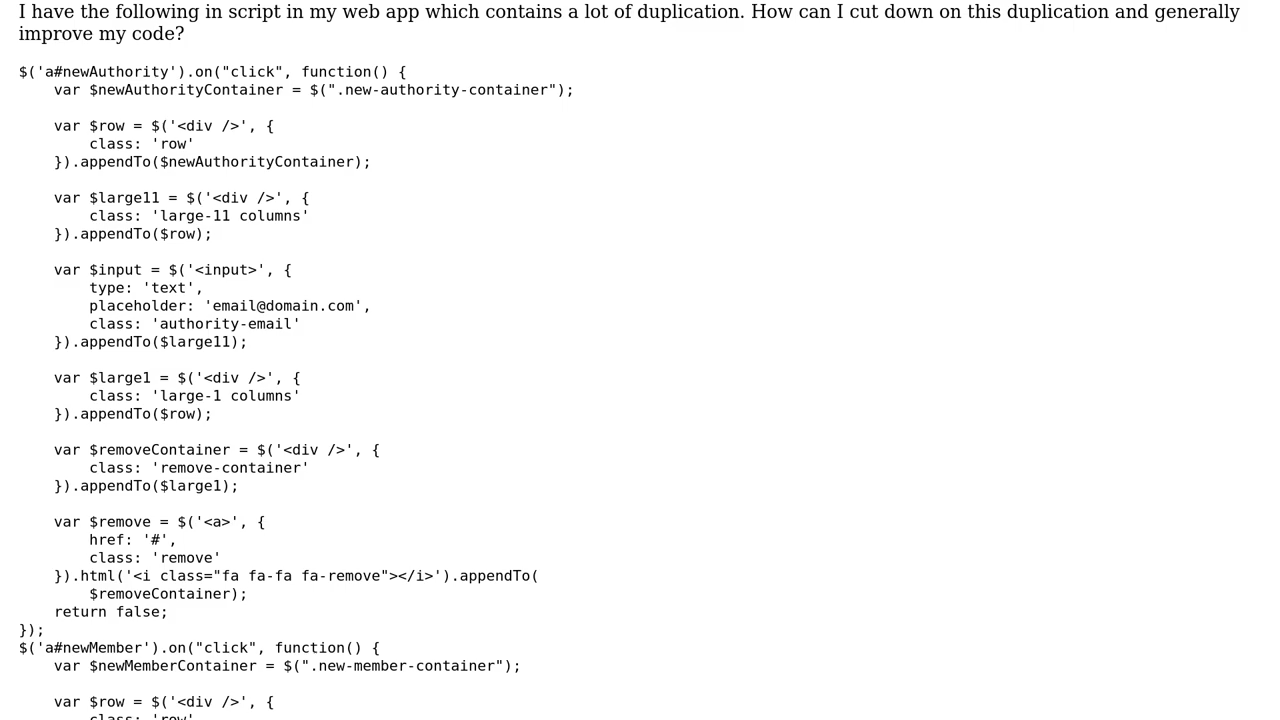 I have the following in script in my web app which contains a lot of duplication. How can I cut down on this duplication and generally
improve my code?
$('a#newAuthority').on("click", function() {
    var $newAuthorityContainer = $(".new-authority-container");
    var $row = $('<div />', {
        class: 'row'
    }).appendTo($newAuthorityContainer);
    var $large11 = $('<div />', {
        class: 'large-11 columns'
    }).appendTo($row);
    var $input = $('<input>', {
        type: 'text',
        placeholder: 'email@domain.com',
        class: 'authority-email'
    }).appendTo($large11);
    var $large1 = $('<div />', {
        class: 'large-1 columns'
    }).appendTo($row);
    var $removeContainer = $('<div />', {
        class: 'remove-container'
    }).appendTo($large1);
    var $remove = $('<a>', {
        href: '#',
        class: 'remove'
    }).html('<i class="fa fa-fa fa-remove"></i>').appendTo(
        $removeContainer);
    return false;
});
$('a#newMember').on("click", function() {
    var $newMemberContainer = $(".new-member-container");
    var $row = $('<div />', {
        class: 'row'